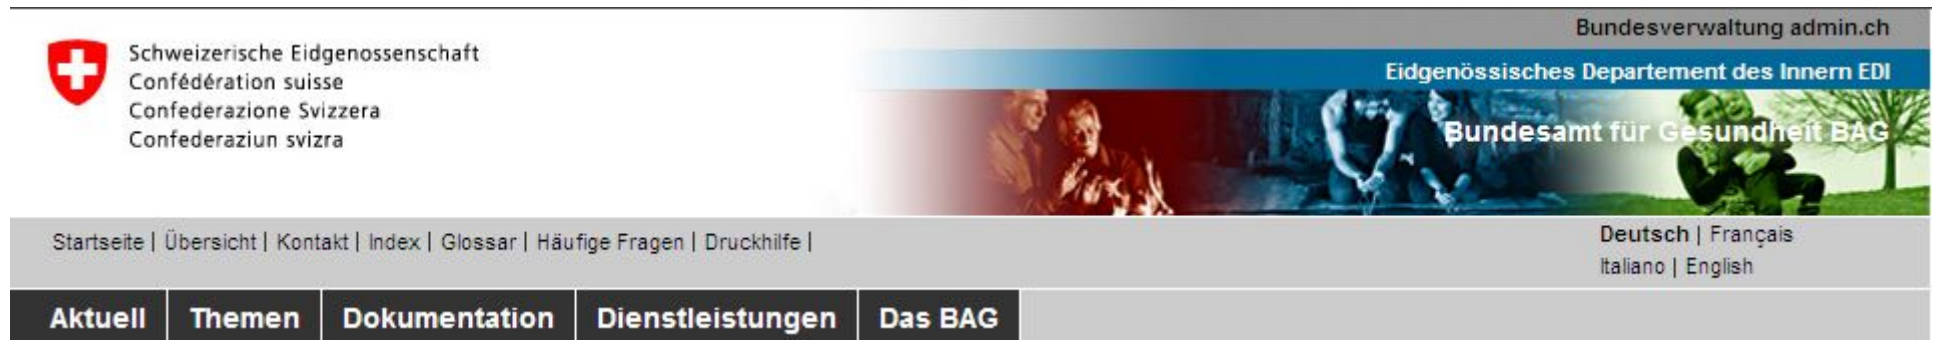 Bundesverwaltung admin.ch
Schweizerische Eidgenossenschaft
Confédération suisse
Confederazione Svizzera
Confederaziun svizra
Eidgenössisches Departement des Innern EDI
Bundesamt für Gesundheit BAG
Startseite | Übersicht | Kontakt | Index | Glossar | Häufige Fragen | Druckhilfe |
Deutsch | Français
Italiano | English
Aktuell Themen Dokumentation Dienstleistungen Das BAG